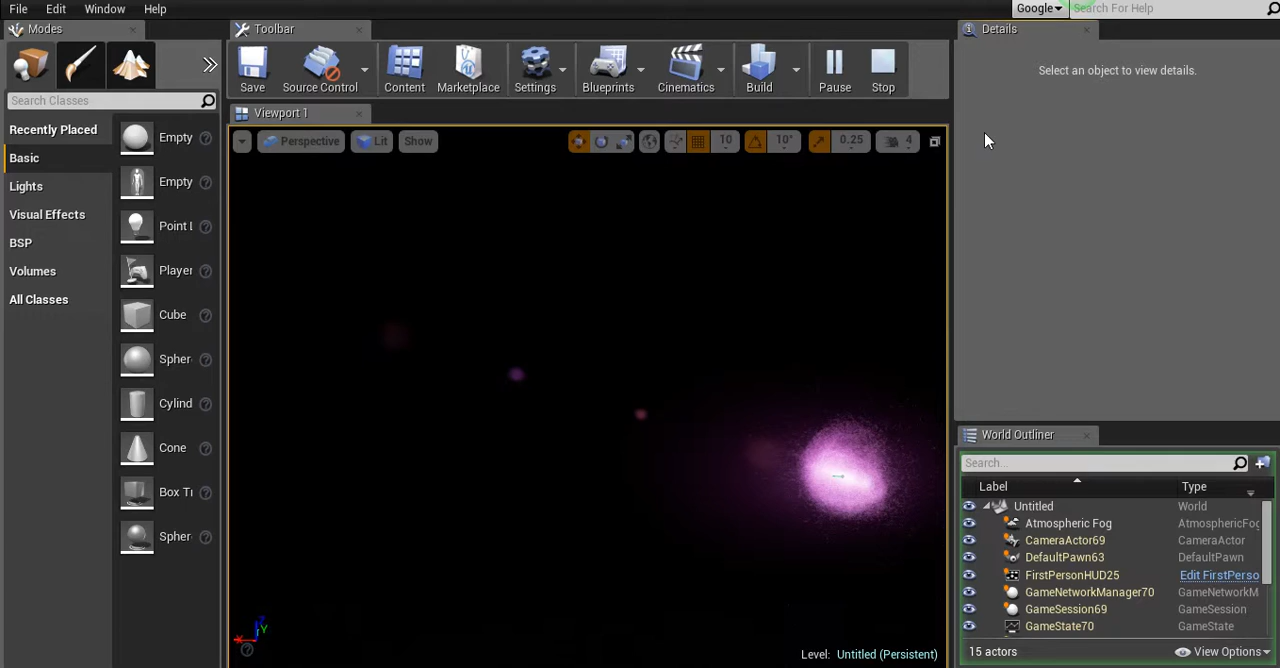 File Edit Window Help
Google Search For Help
Modes
Toolbar
Details
Save Source Control Content Marketplace Settings Blueprints Cinematics Build Pause Stop
Select an object to view details.
Search Classes
Viewport 1
Recently Placed
Basic
Lights
Visual Effects
BSP
Volumes
All Classes
Empty
Empty
Point L
Player
Cube
Spher
Cylind
Cone
Box Tr
Spher
Perspective Lit Show 10 10° 0.25 4
X Z Y
Level: Untitled (Persistent)
World Outliner
Search...
Label Type
Untitled World
Atmospheric Fog AtmosphericFog
CameraActor69 CameraActor
DefaultPawn63 DefaultPawn
FirstPersonHUD25 Edit FirstPerso
GameNetworkManager70 GameNetworkM
GameSession69 GameSession
GameState70 GameState
15 actors View Options